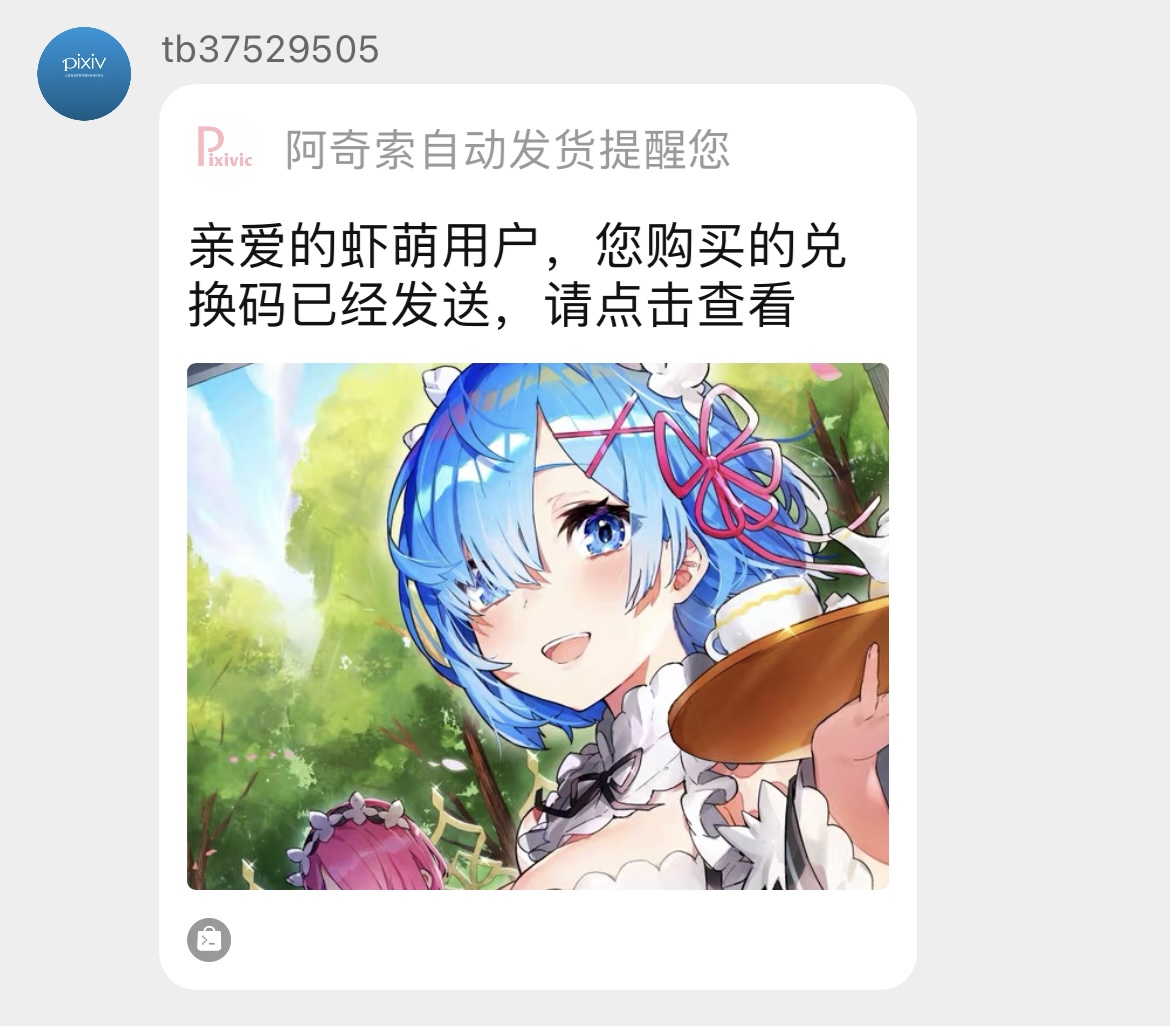 pixiv
tb37529505
Pixivic
阿奇索自动发货提醒您
亲爱的虾萌用户，您购买的兑
换码已经发送，请点击查看